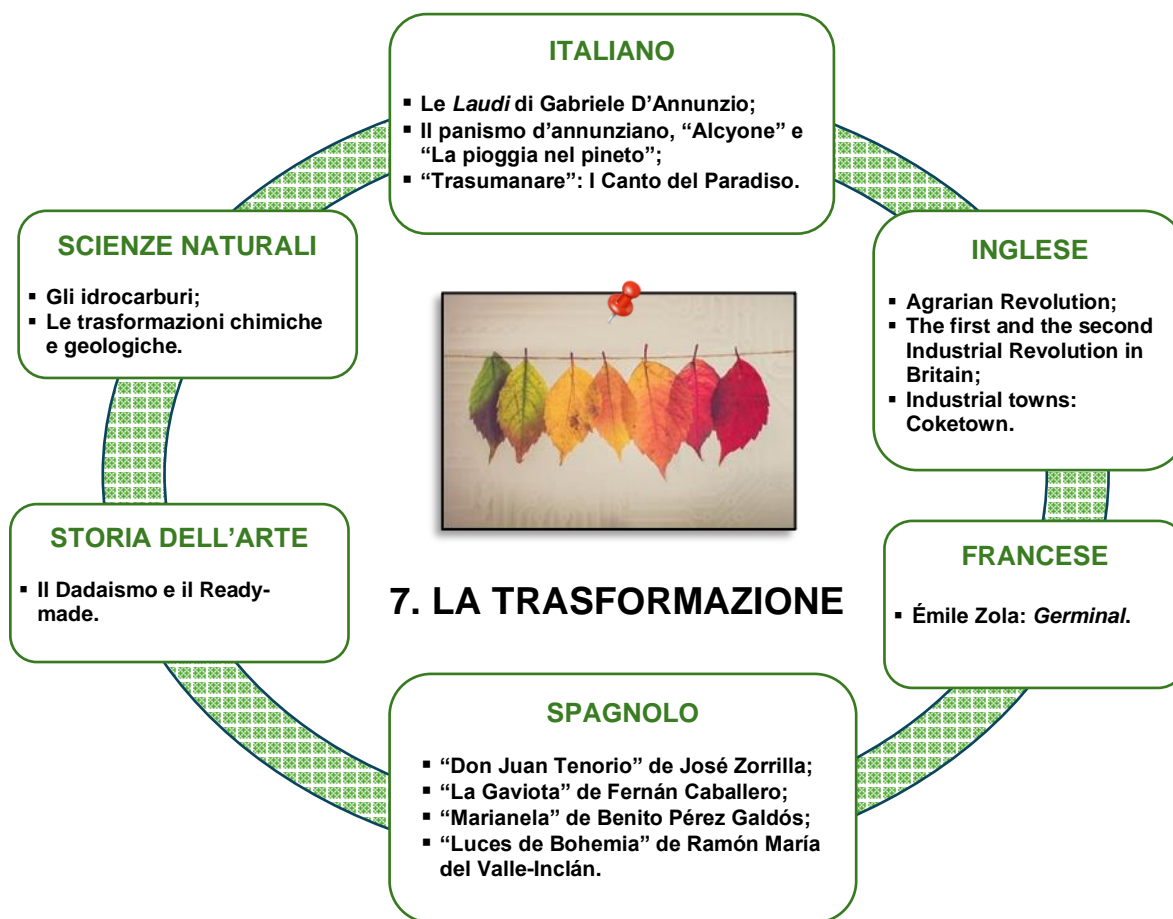 ITALIANO
▪ Le Laudi di Gabriele D’Annunzio;
▪ Il panismo d’annunziano, “Alcyone” e
“La pioggia nel pineto”;
▪ “Trasumanare”: I Canto del Paradiso.
SCIENZE NATURALI
▪ Gli idrocarburi;
▪ Le trasformazioni chimiche
e geologiche.
INGLESE
▪ Agrarian Revolution;
▪ The first and the second
Industrial Revolution in
Britain;
▪ Industrial towns:
Coketown.
STORIA DELL’ARTE
▪ Il Dadaismo e il Ready-
made.
7. LA TRASFORMAZIONE
FRANCESE
▪ Émile Zola: Germinal.
SPAGNOLO
▪ “Don Juan Tenorio” de José Zorrilla;
▪ “La Gaviota” de Fernán Caballero;
▪ “Marianela” de Benito Pérez Galdós;
▪ “Luces de Bohemia” de Ramón María
del Valle-Inclán.